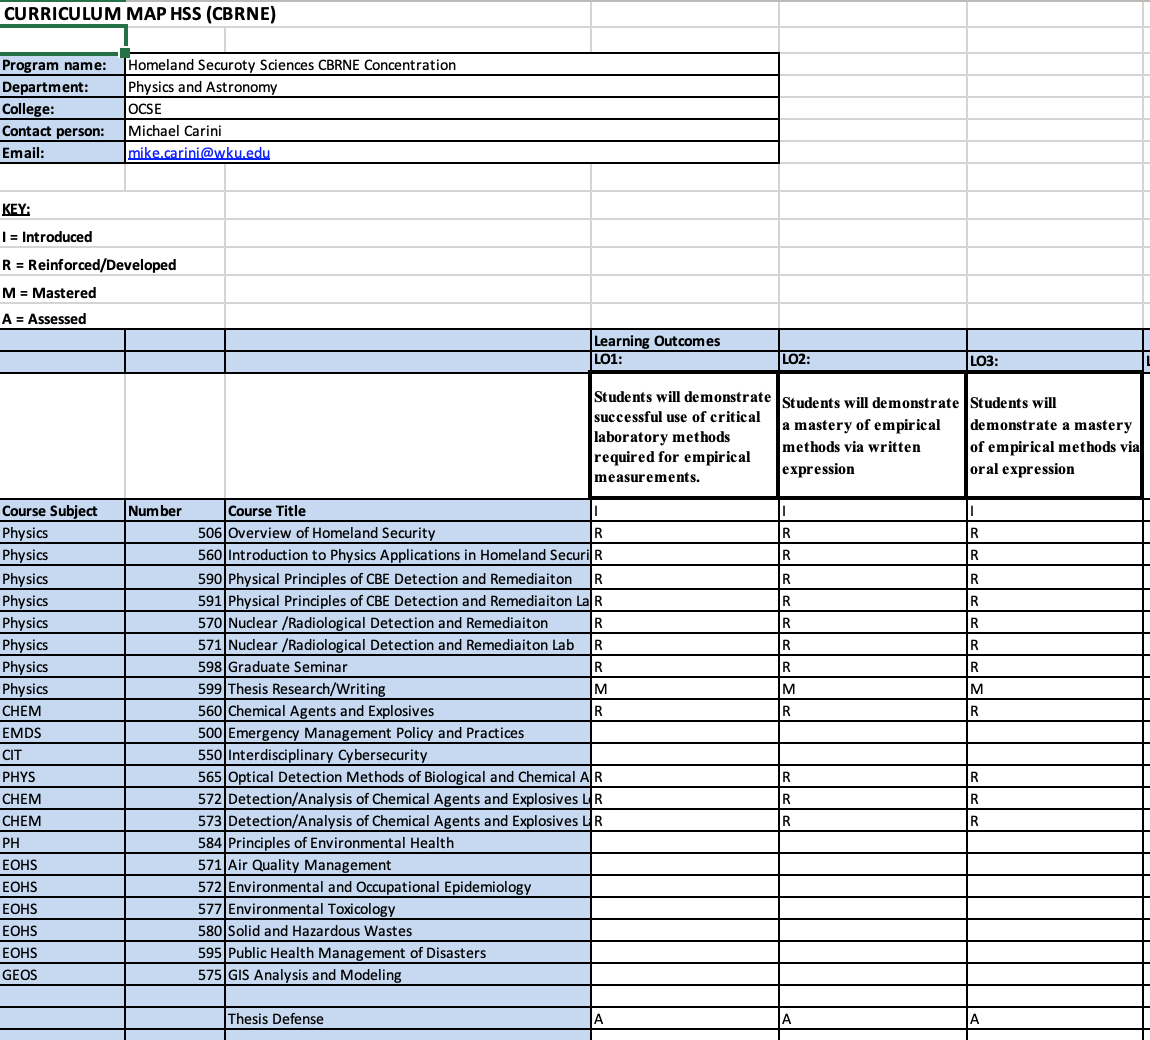 CURRICULUM MAP HSS (CBRNE)
Program name: Homeland Securoty Sciences CBRNE Concentration
Department: Physics and Astronomy
College: OCSE
Contact person: Michael Carini
Email: mike.carini@wku.edu
KEY:
I = Introduced
R = Reinforced/Developed
M = Mastered
A = Assessed
Learning Outcomes
LO1: LO2: LO3:
Students will demonstrate
successful use of critical
laboratory methods
required for empirical
measurements.
Students will demonstrate
a mastery of empirical
methods via written
expression
Students will
demonstrate a mastery
of empirical methods via
oral expression
Course Subject Number Course Title I I I
Physics 506 Overview of Homeland Security R R R
Physics 560 Introduction to Physics Applications in Homeland Securi R R R
Physics 590 Physical Principles of CBE Detection and Remediaiton R R R
Physics 591 Physical Principles of CBE Detection and Remediaiton La R R R
Physics 570 Nuclear /Radiological Detection and Remediaiton R R R
Physics 571 Nuclear /Radiological Detection and Remediaiton Lab R R R
Physics 598 Graduate Seminar R R R
Physics 599 Thesis Research/Writing M M M
CHEM 560 Chemical Agents and Explosives R R R
EMDS 500 Emergency Management Policy and Practices
CIT 550 Interdisciplinary Cybersecurity
PHYS 565 Optical Detection Methods of Biological and Chemical A R R R
CHEM 572 Detection/Analysis of Chemical Agents and Explosives R R R
CHEM 573 Detection/Analysis of Chemical Agents and Explosives R R R
PH 584 Principles of Environmental Health
EOHS 571 Air Quality Management
EOHS 572 Environmental and Occupational Epidemiology
EOHS 577 Environmental Toxicology
EOHS 580 Solid and Hazardous Wastes
EOHS 595 Public Health Management of Disasters
GEOS 575 GIS Analysis and Modeling
Thesis Defense A A A